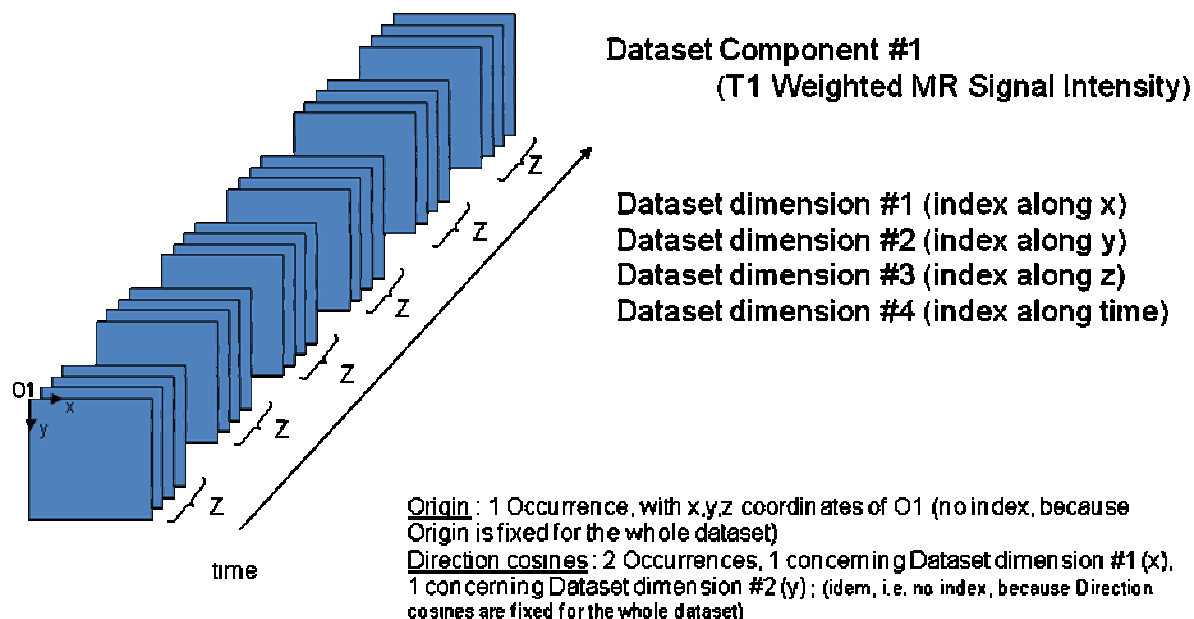 Dataset Component #1
(T1 Weighted MR Signal Intensity)
Z
Dataset dimension #1 (index along x)
Z
Dataset dimension #2 (index along y)
Dataset dimension #3 (index along z)
Z
Dataset dimension #4 (index along time)
Z
O1
x
y
Z
Z
Origin : 1 Occurrence, with x,y,z coordinates of O1 (no index, because
Origin is fixed for the whole dataset)
Direction cosines : 2 Occurrences, 1 concerning Dataset dimension #1 (x),
time
1 concerning Dataset dimension #2 (y) ; (idem, i.e. no index, because Direction
cosines are fixed for the whole dataset)